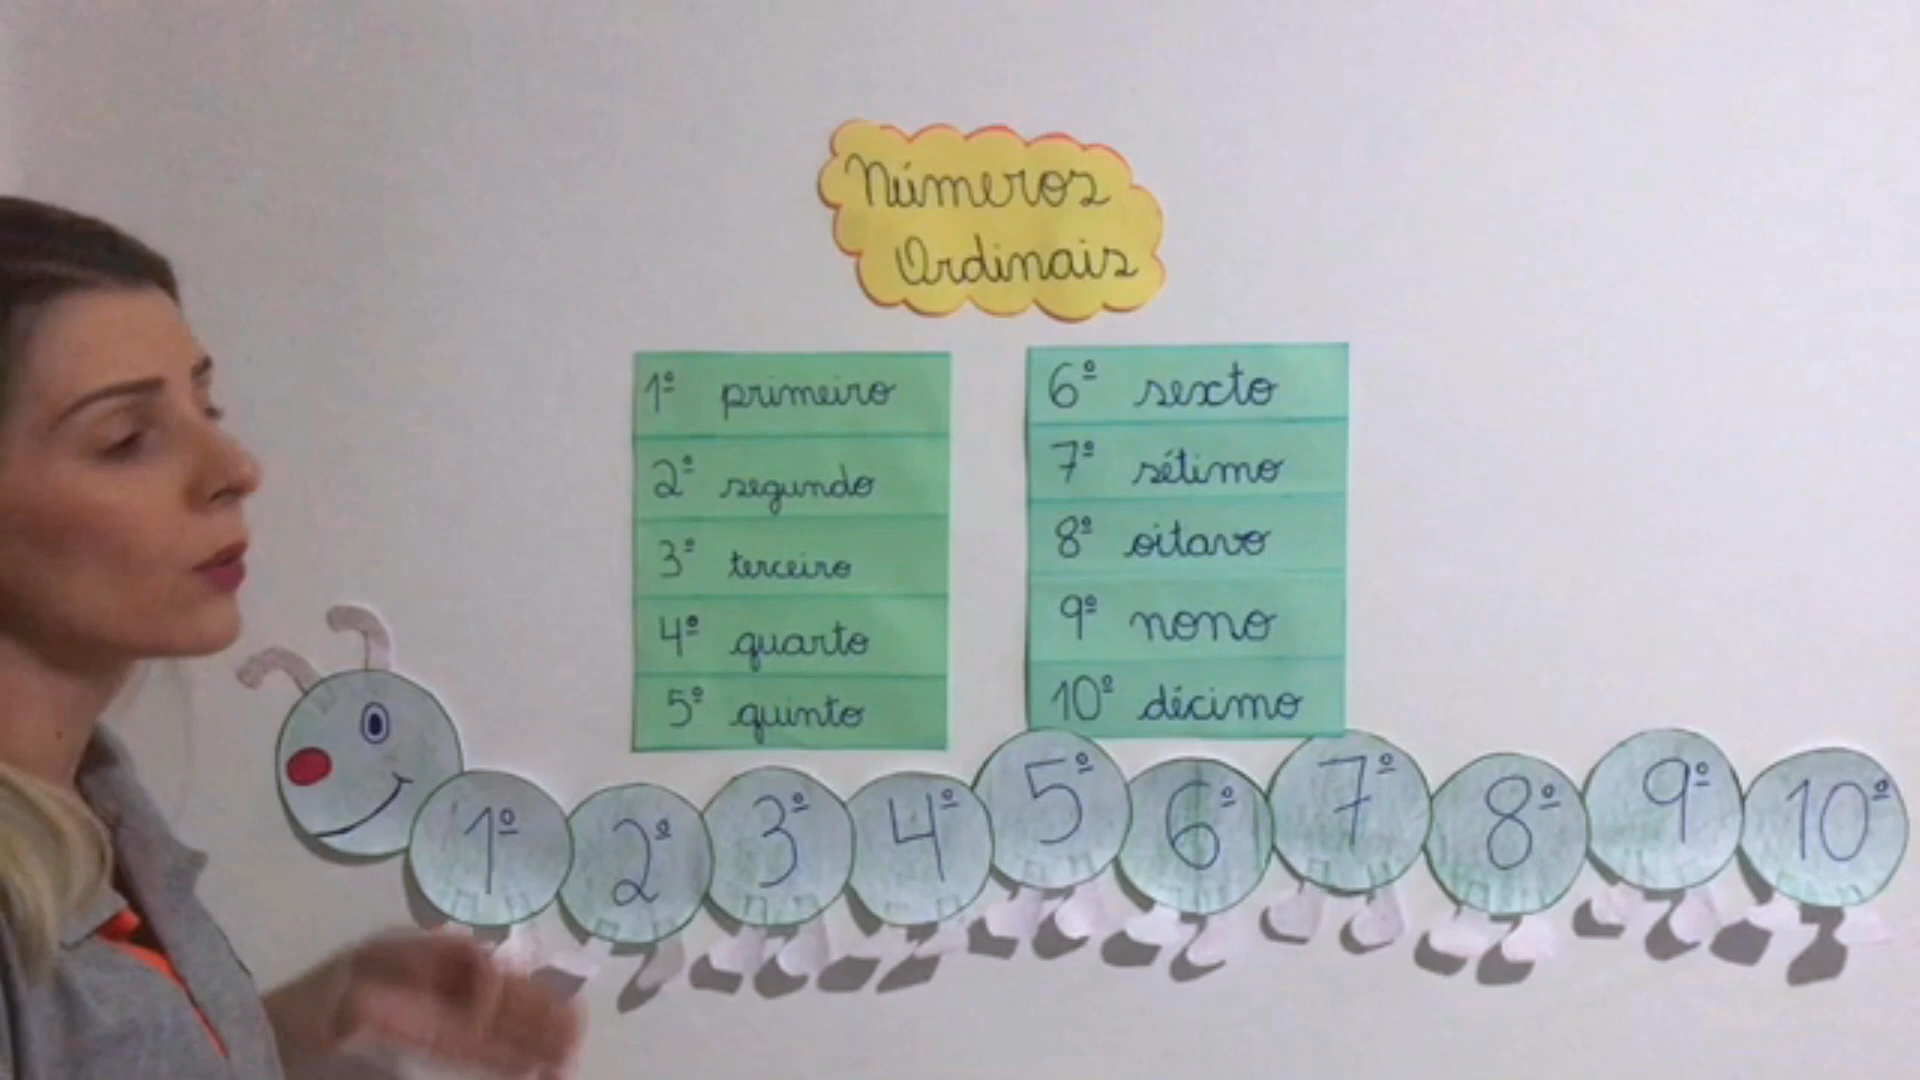 Números
Ordinais
1º primeiro
2º segundo
3º terceiro
4º quarto
5º quinto
6º sexto
7º sétimo
8º oitavo
9º nono
10º décimo
1º 2º 3º 4º 5º 6º 7º 8º 9º 10º